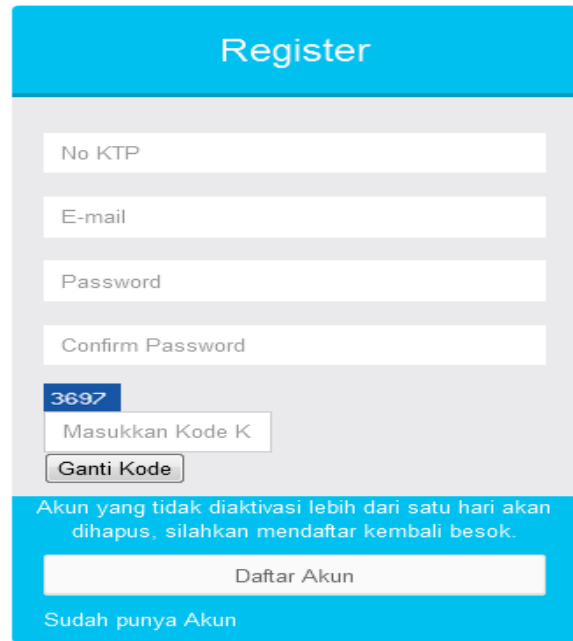 Register
No KTP
E-mail
Password
Confirm Password
3697
Masukkan Kode K
Ganti Kode
Akun yang tidak diaktivasi lebih dari satu hari akan
dihapus, silahkan mendaftar kembali besok.
Daftar Akun
Sudah punya Akun